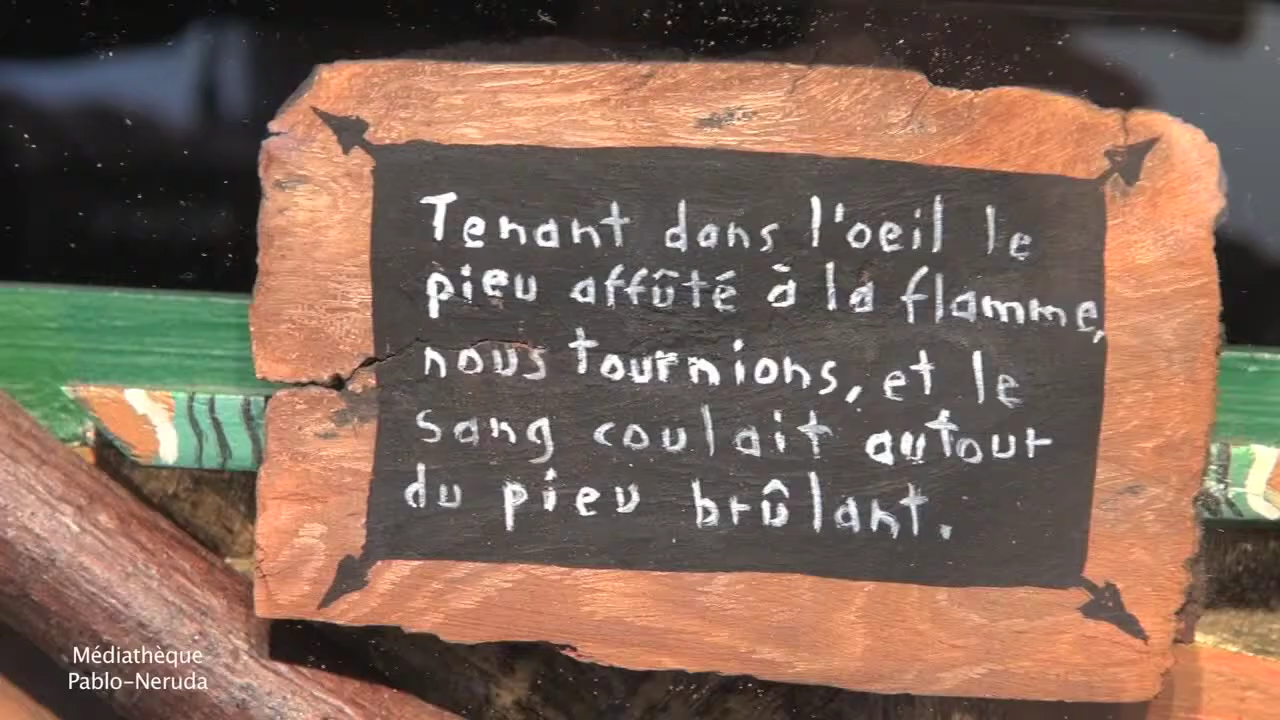 Tenant dans l'oeil le
pieu affûté à la flamme,
nous tournions, et le
sang coulait autour
du pieu brûlant.
Médiathèque
Pablo-Neruda